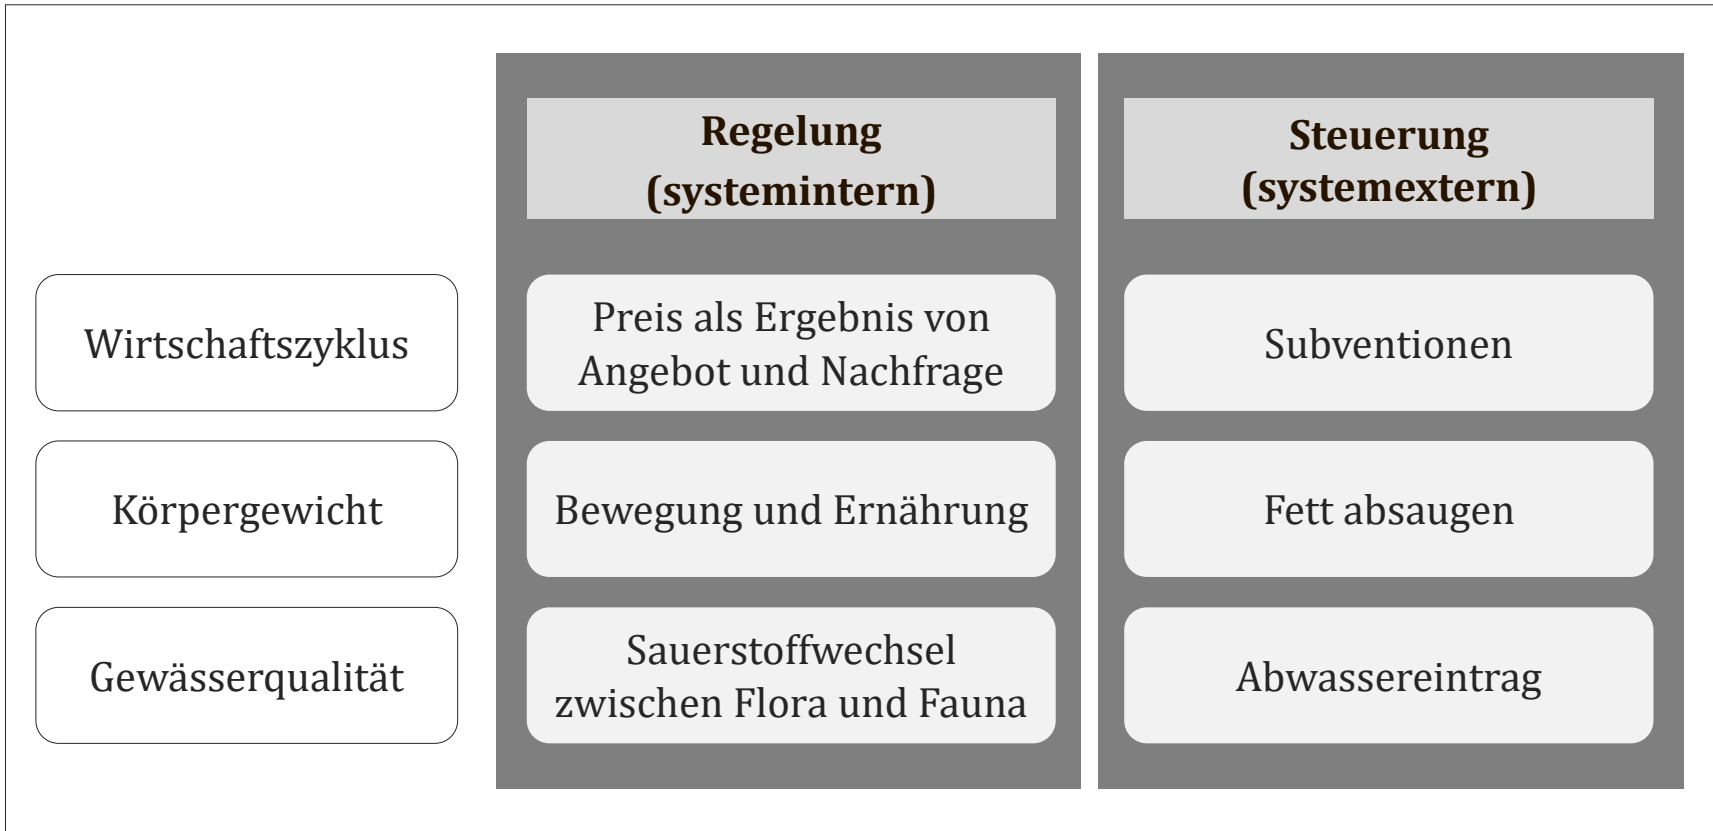 Regelung
(systemintern)
Steuerung
(systemextern)
Wirtschaftszyklus
Preis als Ergebnis von
Angebot und Nachfrage
Subventionen
Körpergewicht
Bewegung und Ernährung
Fett absaugen
Gewässerqualität
Sauerstoffwechsel
zwischen Flora und Fauna
Abwassereintrag